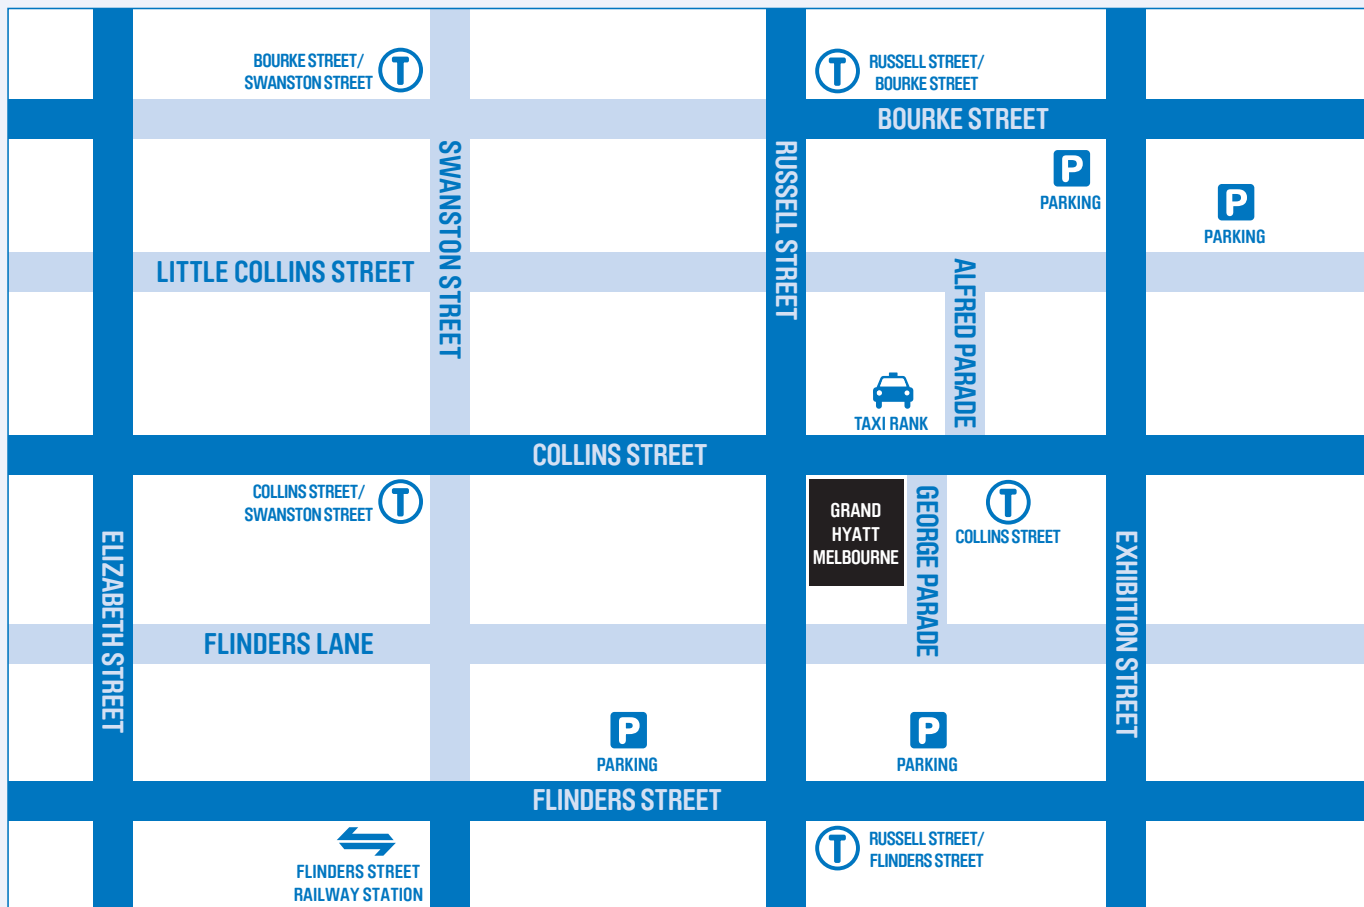 BOURKE STREET/
SWANSTON STREET
T
T
RUSSELL STREET/
BOURKE STREET
BOURKE STREET
SWANSTON STREET
RUSSELL STREET
P
PARKING
P
PARKING
LITTLE COLLINS STREET
ALFRED PARADE
TAXI RANK
COLLINS STREET
COLLINS STREET/
SWANSTON STREET
T
GRAND
HYATT
MELBOURNE
GEORGE PARADE
T
COLLINS STREET
ELIZABETH STREET
EXHIBITION STREET
FLINDERS LANE
P
PARKING
P
PARKING
FLINDERS STREET
FLINDERS STREET
RAILWAY STATION
T
RUSSELL STREET/
FLINDERS STREET